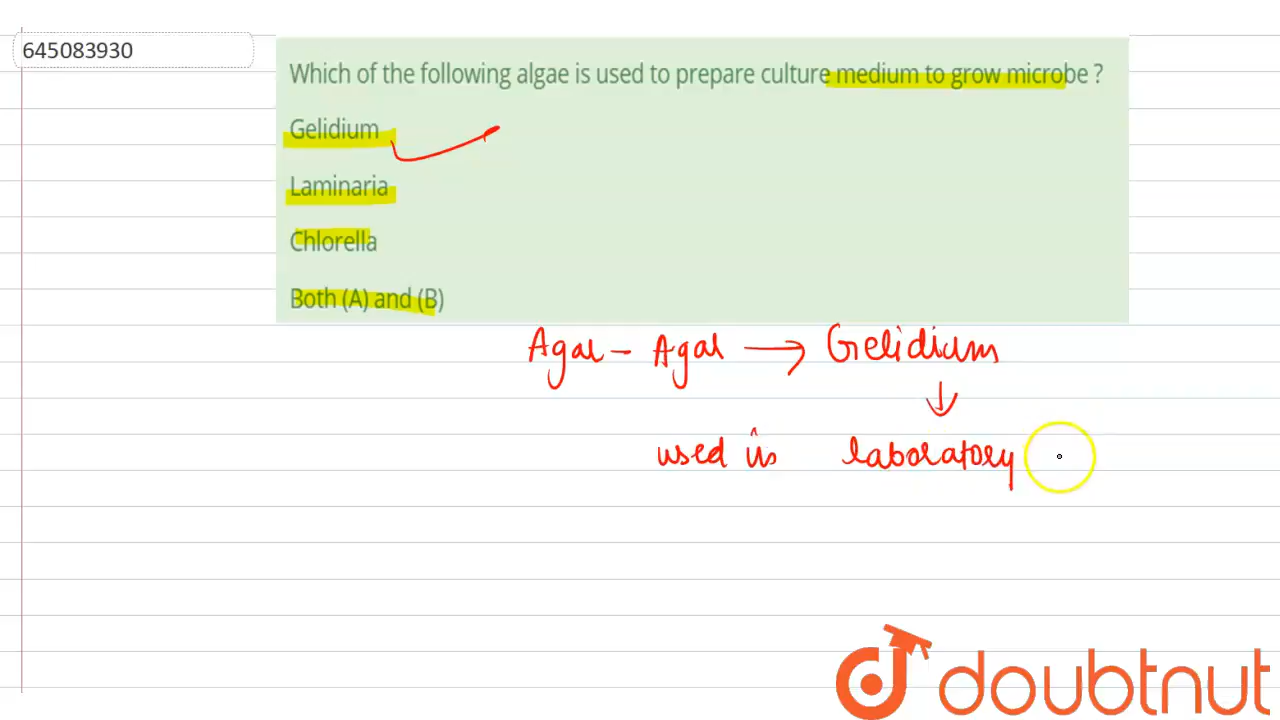 645083930
Which of the following algae is used to prepare culture medium to grow microbe ?
Gelidium
Laminaria
Chlorella
Both (A) and (B)
Agar - Agar → Gelidium
↓
used in laboratory
doubtnut